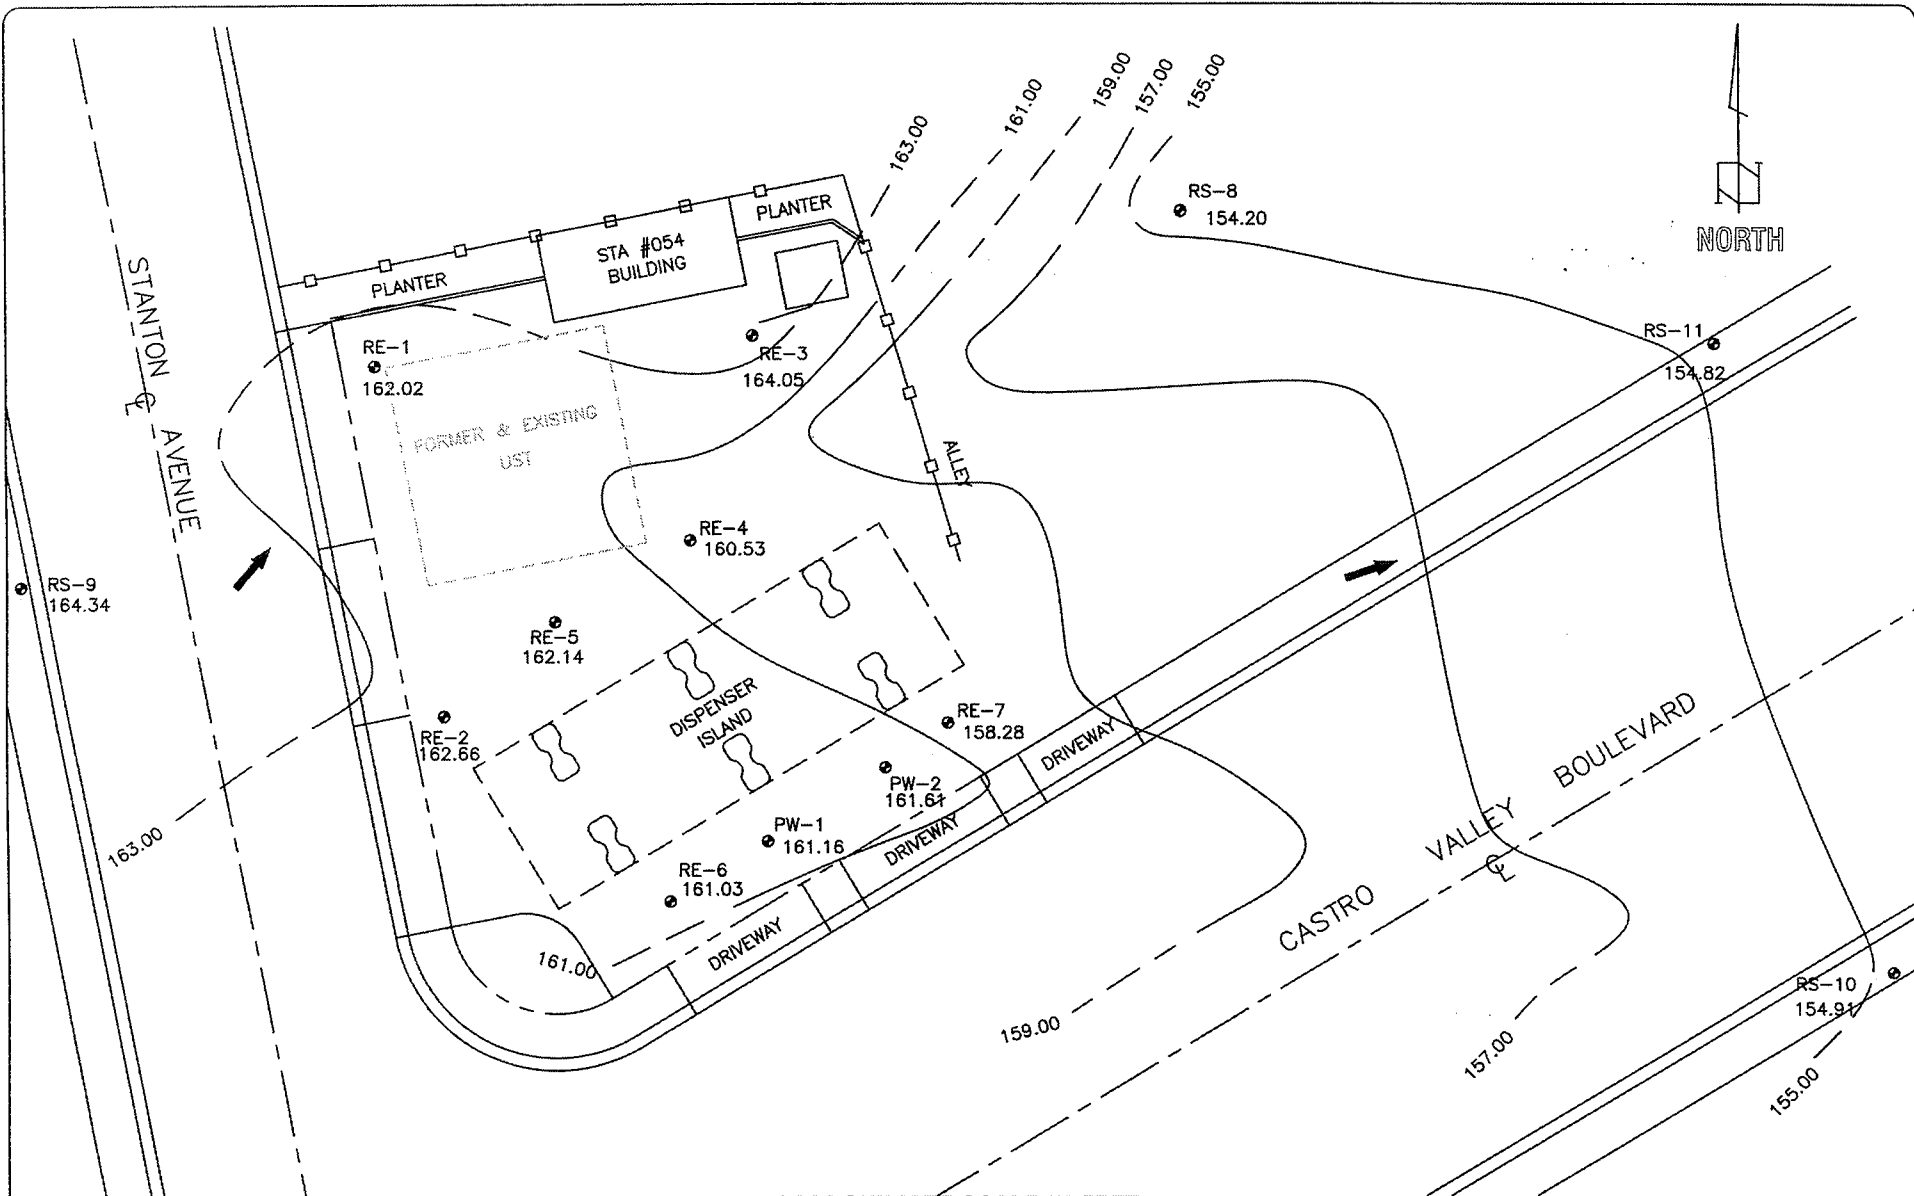 163.00
161.00
159.00
157.00
155.00
RS-8
154.20
NORTH
PLANTER
STA #054
BUILDING
PLANTER
STANTON
AVENUE
RE-1
162.02
RE-3
164.05
RS-11
154.82
FORMER & EXISTING
UST
ALLEY
RE-4
160.53
RS-9
164.34
RE-5
162.14
DISPENSER
ISLAND
RE-2
162.66
RE-7
158.28
DRIVEWAY
PW-2
161.61
PW-1
161.16
DRIVEWAY
RE-6
161.03
DRIVEWAY
CASTRO
VALLEY
BOULEVARD
163.00
161.00
159.00
157.00
155.00
RS-10
154.91